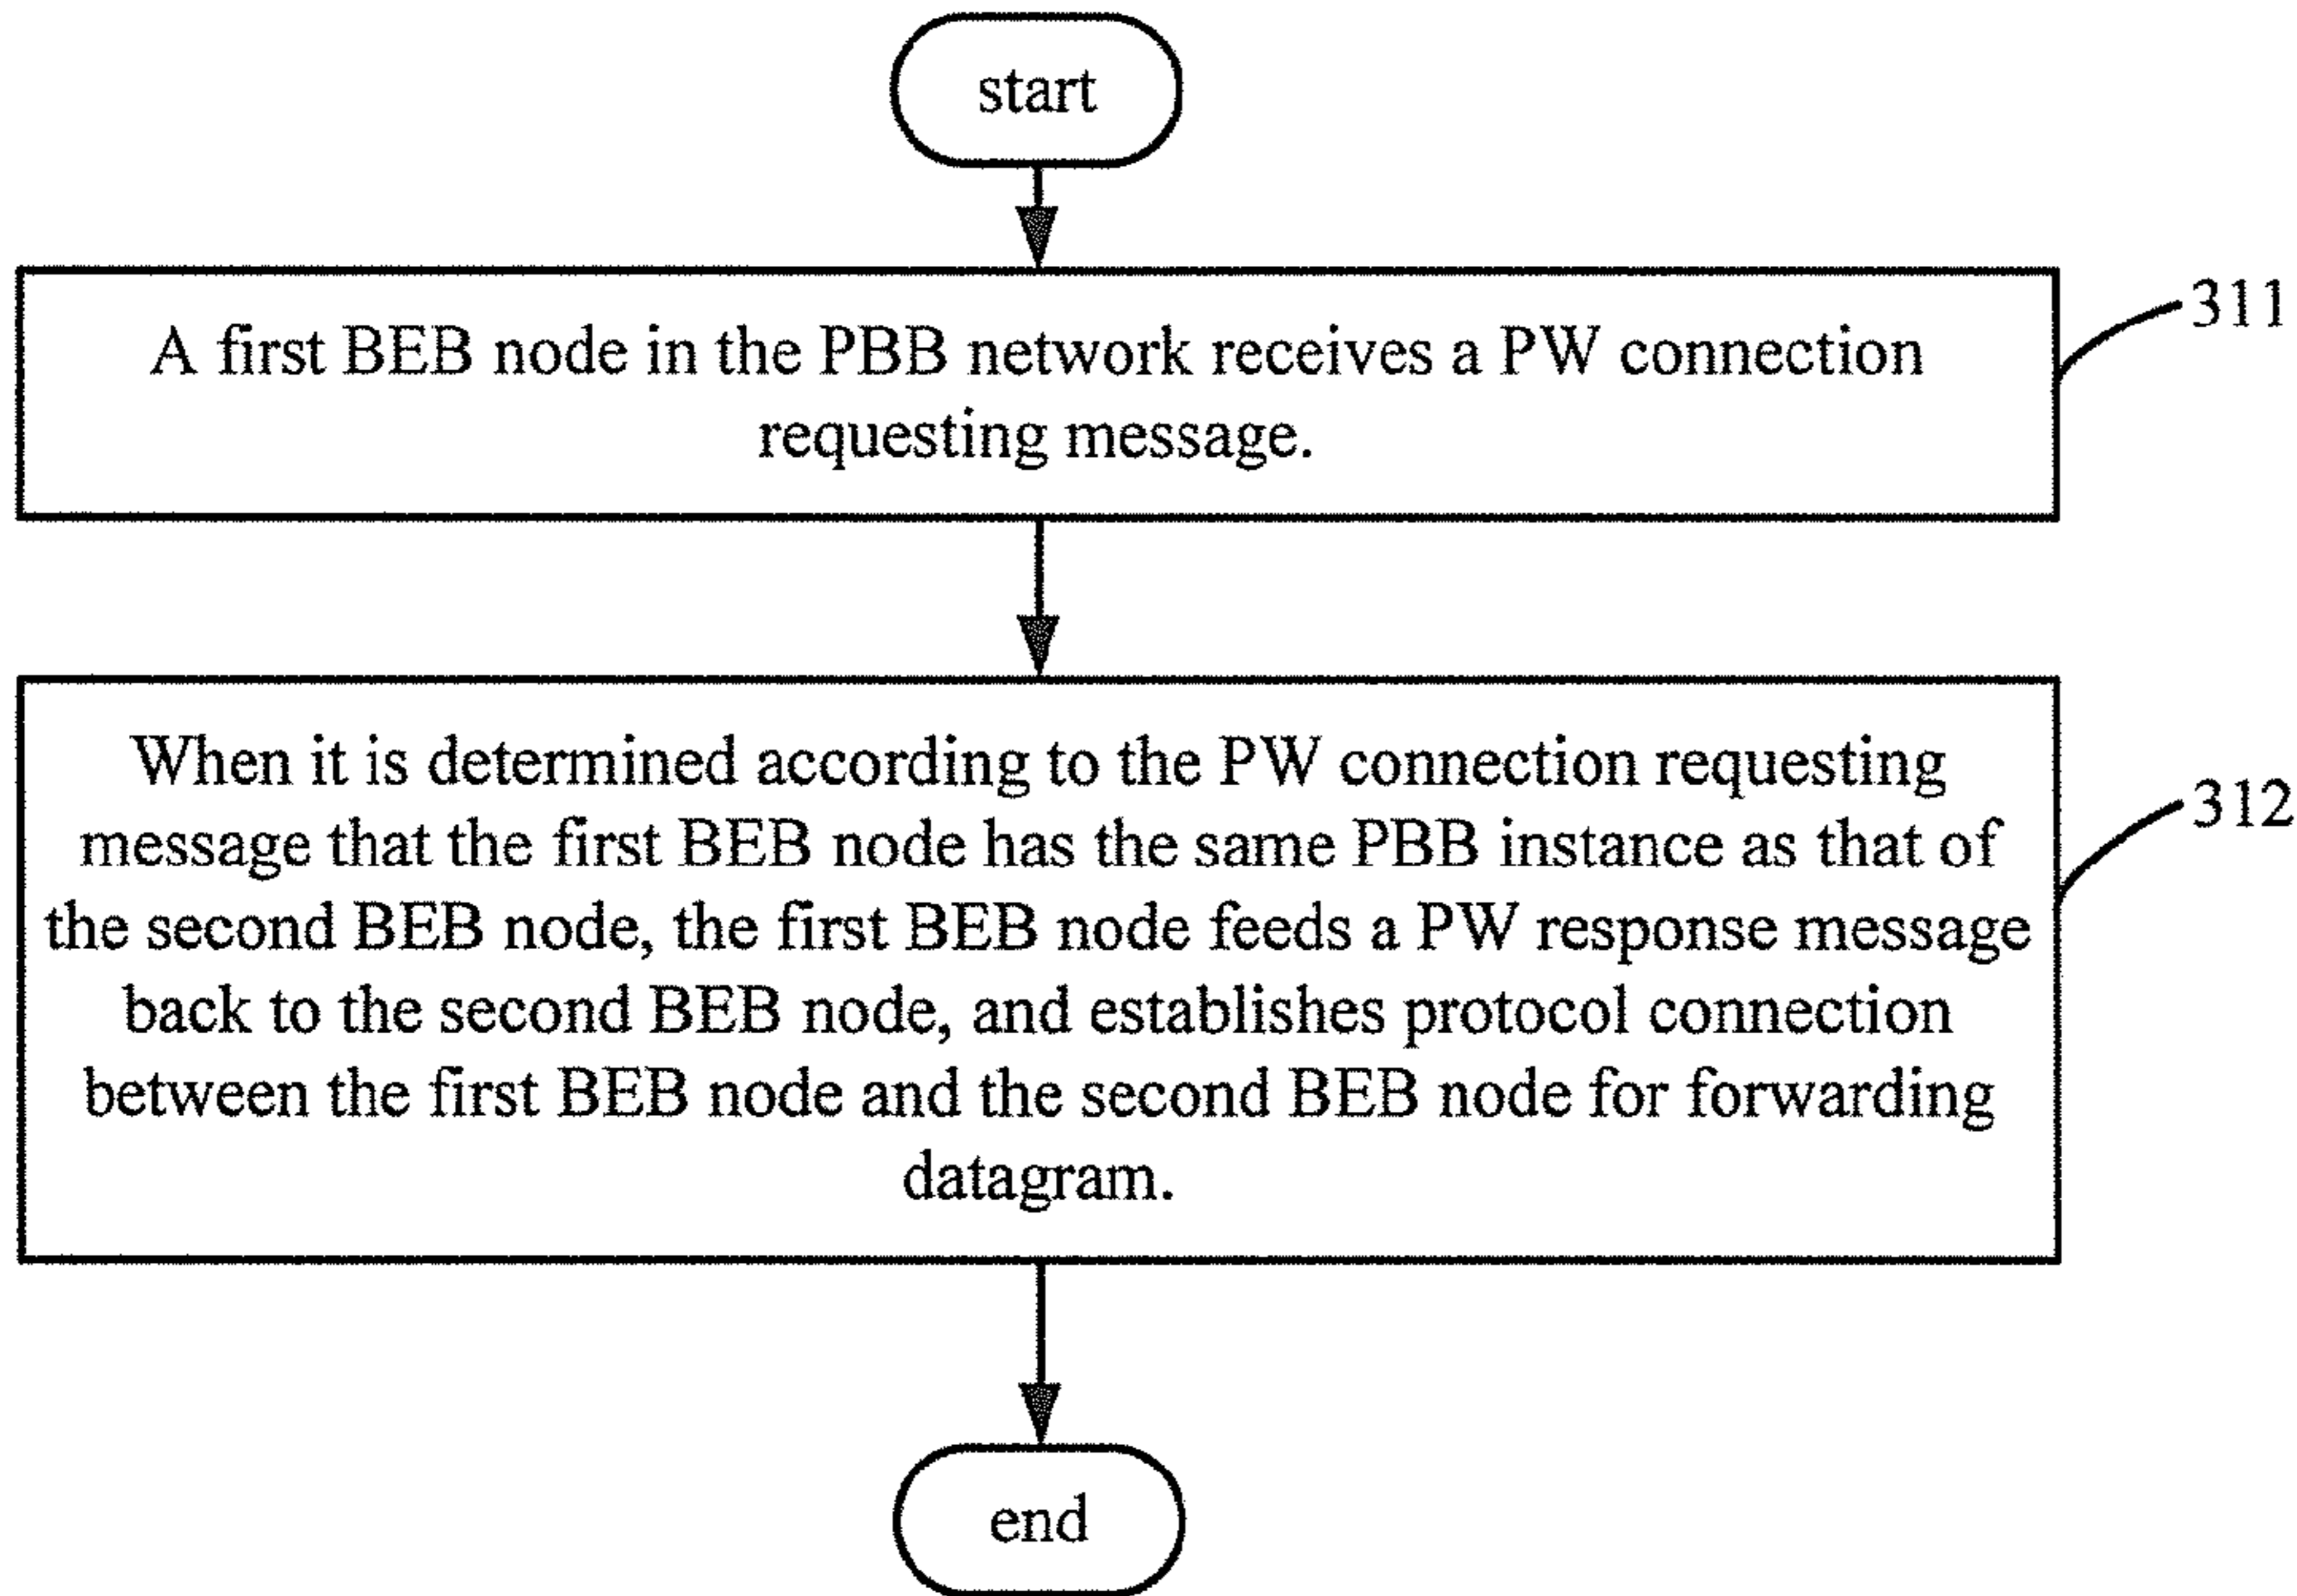 start
A first BEB node in the PBB network receives a PW connection
requesting message.
311
When it is determined according to the PW connection requesting
message that the first BEB node has the same PBB instance as that of
the second BEB node, the first BEB node feeds a PW response message
back to the second BEB node, and establishes protocol connection
between the first BEB node and the second BEB node for forwarding
datagram.
312
end